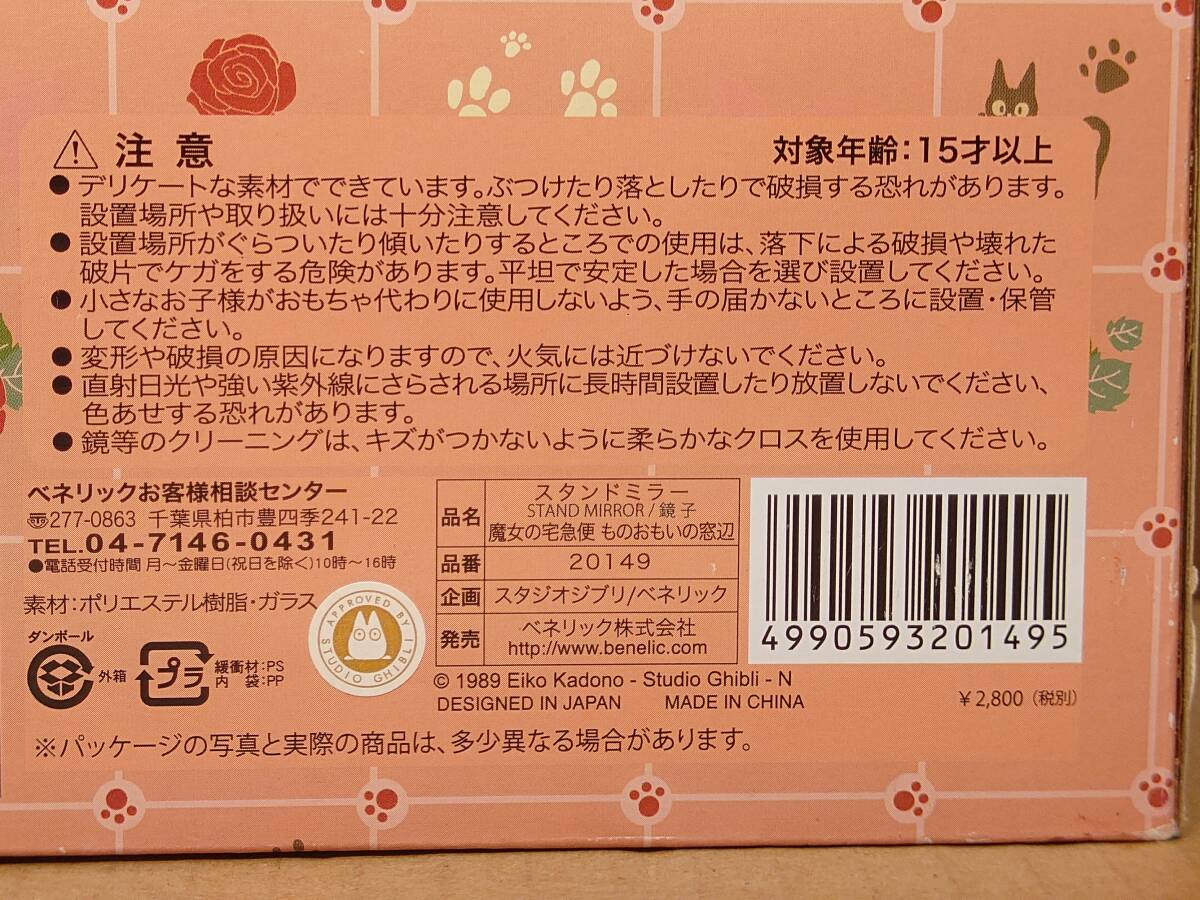 注意
対象年齢：15才以上
●デリケートな素材でできています。ぶつけたり落としたりで破損する恐れがあります。
設置場所や取り扱いには十分注意してください。
●設置場所がぐらついたり傾いたりするところでの使用は、落下による破損や壊れた
破片でケガをする危険があります。平坦で安定した場合を選び設置してください。
●小さなお子様がおもちゃ代わりに使用しないよう、手の届かないところに設置・保管
してください。
●変形や破損の原因になりますので、火気には近づけないでください。
●直射日光や強い紫外線にさらされる場所に長時間設置したり放置しないでください、
色あせする恐れがあります。
●鏡等のクリーニングは、キズがつかないように柔らかなクロスを使用してください。
ベネリックお客様相談センター
〠277-0863 千葉県柏市豊四季241-22
TEL.04-7146-0431
●電話受付時間 月～金曜日(祝日を除く)10時～16時
素材：ポリエステル樹脂・ガラス
APPROVED BY STUDIO GHIBLI
ダンボール
外箱
プラ
緩衝材：PS
内袋：PP
品名
スタンドミラー
STAND MIRROR / 鏡子
魔女の宅急便 ものおもいの窓辺
品番 20149
企画 スタジオジブリ/ベネリック
発売
ベネリック株式会社
http://www.benelic.com
4990593201495
© 1989 Eiko Kadono - Studio Ghibli - N
DESIGNED IN JAPAN MADE IN CHINA
￥2,800（税別）
※パッケージの写真と実際の商品は、多少異なる場合があります。